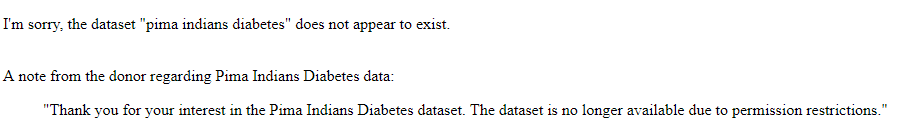 I'm sorry, the dataset "pima indians diabetes" does not appear to exist.
A note from the donor regarding Pima Indians Diabetes data:
"Thank you for your interest in the Pima Indians Diabetes dataset. The dataset is no longer available due to permission restrictions."